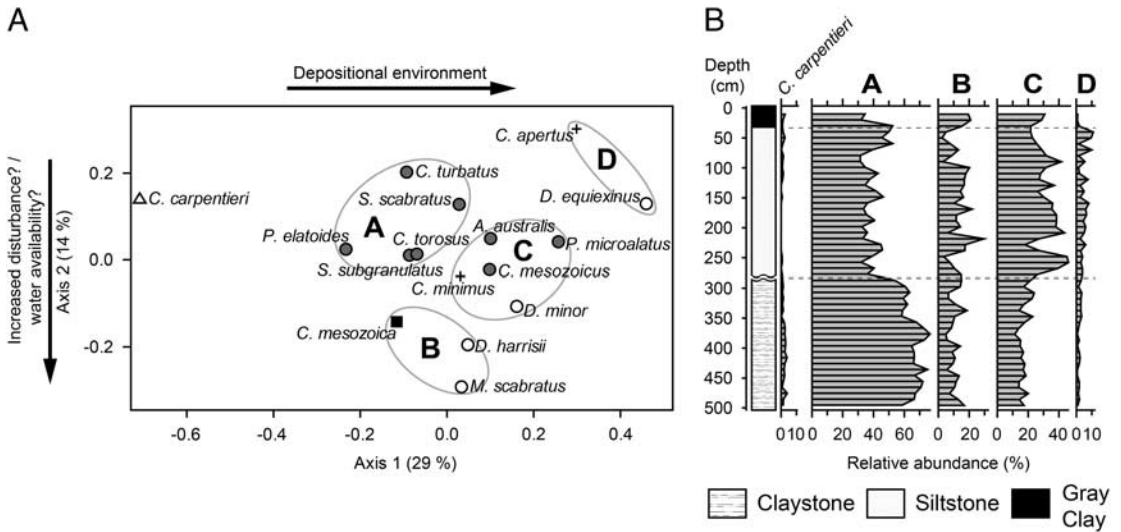 A
Depositional environment
Increased disturbance? /
water availability?
Axis 2 (14 %)
0.2
0.0
-0.2
C. apertus
D
C. turbatus
C. carpentieri
S. scabratus
D. equiexinus
A
A. australis
P. elatoides
C. torosus
C
P. microalatus
S. subgranulatus
C. mesozoicus
C. minimus
D. minor
C. mesozoica
B
D. harrisii
M. scabratus
-0.6
-0.4
-0.2
0.0
0.2
0.4
Axis 1 (29 %)
B
Depth
(cm)
C. carpentieri
A
B
C
D
0
50
100
150
200
250
300
350
400
450
500
0 10
0 20 40 60
0 20
0 20 40
0 10
Relative abundance (%)
Claystone
Siltstone
Gray
Clay